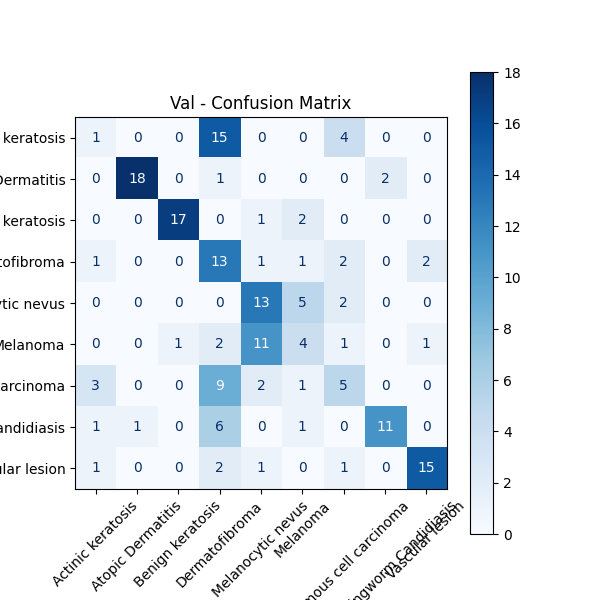 Val - Confusion Matrix
keratosis 1 0 0 15 0 0 4 0 0
Dermatitis 0 18 0 1 0 0 0 2 0
keratosis 0 0 17 0 1 2 0 0 0
tofibroma 1 0 0 13 1 1 2 0 2
ytic nevus 0 0 0 0 13 5 2 0 0
Melanoma 0 0 1 2 11 4 1 0 1
arcinoma 3 0 0 9 2 1 5 0 0
andidiasis 1 1 0 6 0 1 0 11 0
ular lesion 1 0 0 2 1 0 1 0 15
Actinic keratosis
Atopic Dermatitis
Benign keratosis
Dermatofibroma
Melanocytic nevus
Melanoma
mous cell carcinoma
ngworm Candidiasis
Vascular lesion
18
16
14
12
10
8
6
4
2
0